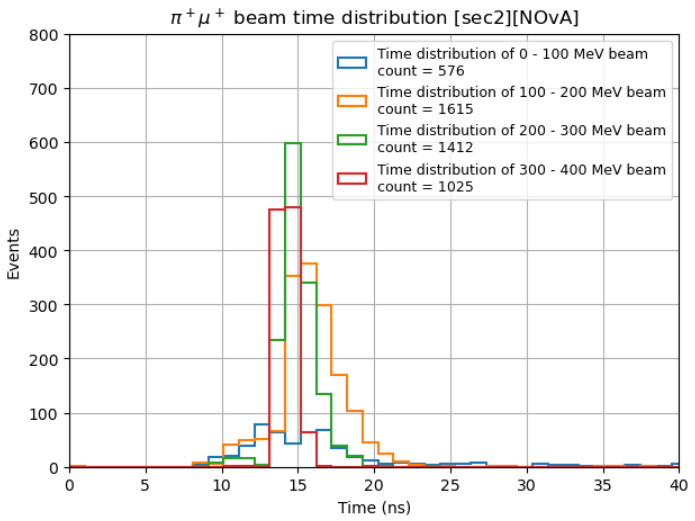 π⁺μ⁺ beam time distribution [sec2][NOvA]
800
700
600
500
400
300
200
100
0
Events
Time distribution of 0 - 100 MeV beam
count = 576
Time distribution of 100 - 200 MeV beam
count = 1615
Time distribution of 200 - 300 MeV beam
count = 1412
Time distribution of 300 - 400 MeV beam
count = 1025
0 5 10 15 20 25 30 35 40
Time (ns)